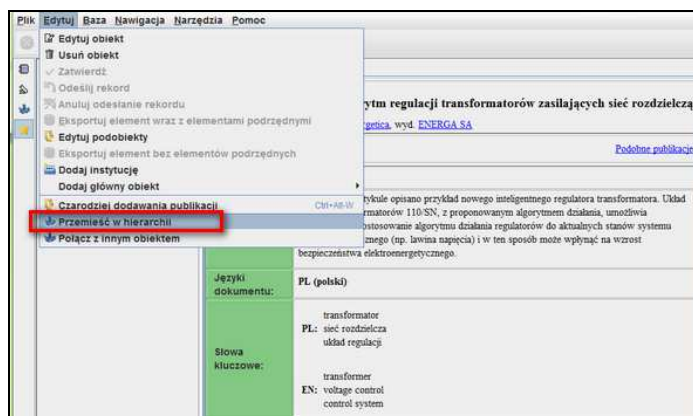 Plik Edytuj Baza Nawigacja Narzędzia Pomoc
Edytuj obiekt
Usuń obiekt
Zatwierdź
Odeślij rekord
Anuluj odesłanie rekordu
Eksportuj element wraz z elementami podrzędnymi
Edytuj podobiekty
Eksportuj element bez elementów podrzędnych
Dodaj instytucję
Dodaj główny obiekt
Czarodziej dodawania publikacji Ctrl+Alt-W
Przemieść w hierarchii
Połącz z innym obiektem
rytm regulacji transformatorów zasilających sieć rozdzielczą
rgetica, wyd. ENERGA SA
Podobne publikacje
tykule opisano przykład nowego inteligentnego regulatora transformatora. Układ
rmatorów 110/SN, z proponowanym algorytmem działania, umożliwia
ostosowanie algorytmu działania regulatorów do aktualnych stanów systemu
znego (np. lawina napięcia) i w ten sposób może wpłynąć na wzrost
bezpieczeństwa elektroenergetycznego.
Języki
dokumentu:
PL (polski)
Słowa
kluczowe:
PL:
transformator
sieć rozdzielcza
układ regulacji
EN:
transformer
voltage control
control system